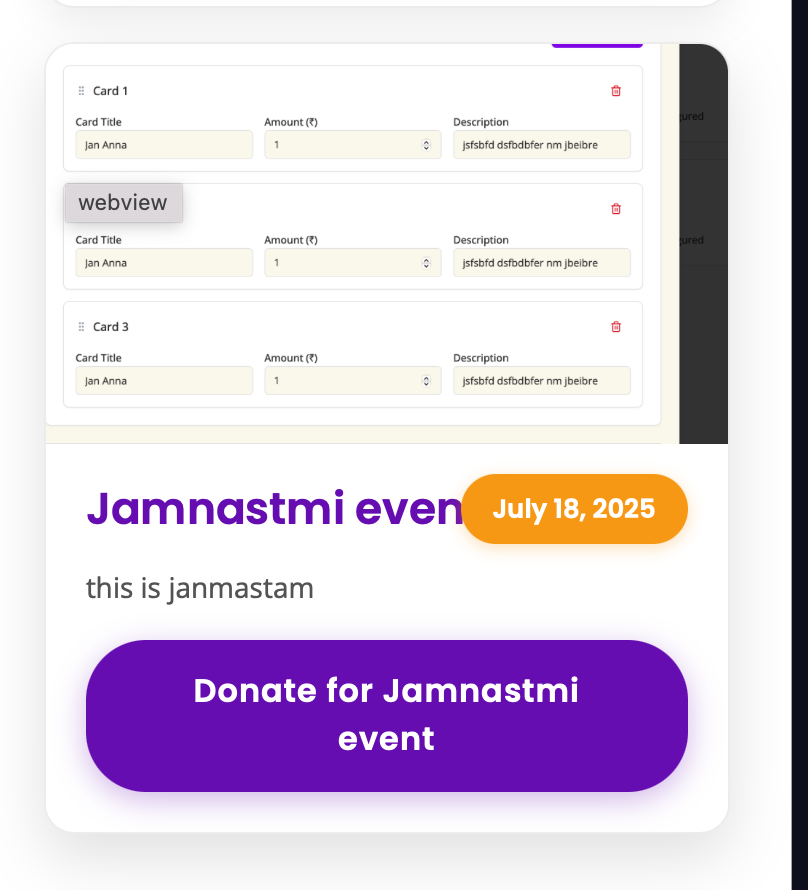 Card 1
Card Title Amount (₹) Description
Jan Anna 1 jsfsbfd dsfbdbfer nm jbeibre
gured
webview
Card Title Amount (₹) Description
gured
Jan Anna 1 jsfsbfd dsfbdbfer nm jbeibre
Card 3
Card Title Amount (₹) Description
Jan Anna 1 jsfsbfd dsfbdbfer nm jbeibre
Jamnastmi even
July 18, 2025
this is janmastam
Donate for Jamnastmi
event